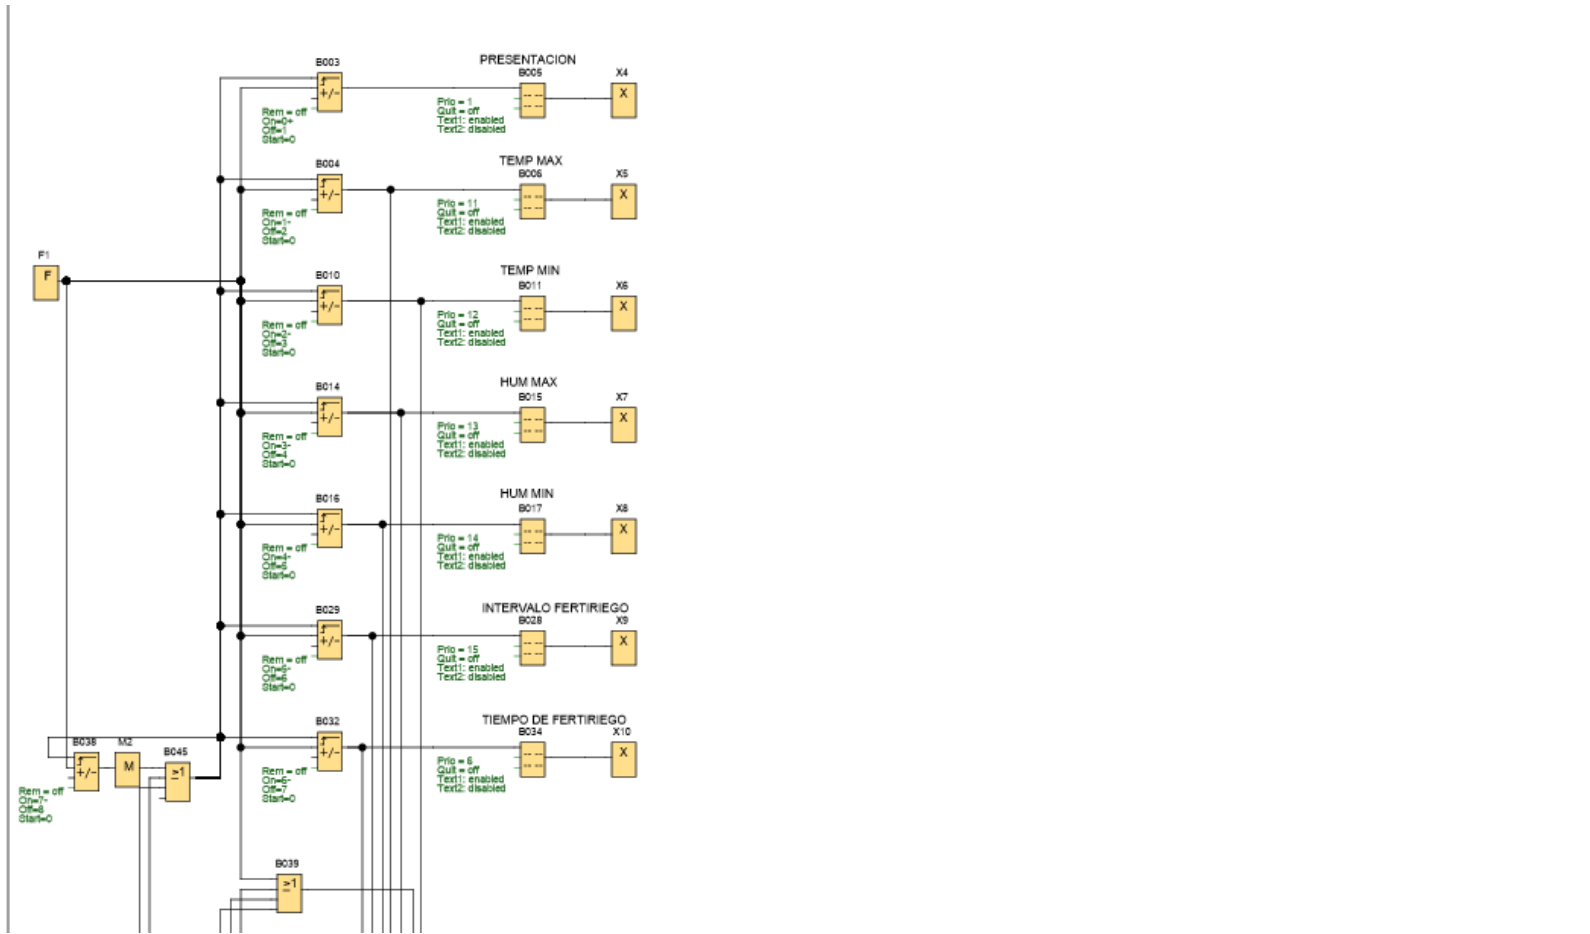 PRESENTACION
B003
B005
X4
+/-
X
Rem = off
On=0+
Off=1
Start=0
Prio = 1
Quit = off
Text1: enabled
Text2: disabled
TEMP MAX
B004
B006
X5
+/-
X
Rem = off
On=1-
Off=2
Start=0
Prio = 11
Quit = off
Text1: enabled
Text2: disabled
F1
F
TEMP MIN
B010
B011
X6
+/-
X
Rem = off
On=2-
Off=3
Start=0
Prio = 12
Quit = off
Text1: enabled
Text2: disabled
HUM MAX
B014
B015
X7
+/-
X
Rem = off
On=3-
Off=4
Start=0
Prio = 13
Quit = off
Text1: enabled
Text2: disabled
HUM MIN
B016
B017
X8
+/-
X
Rem = off
On=4-
Off=5
Start=0
Prio = 14
Quit = off
Text1: enabled
Text2: disabled
INTERVALO FERTIRIEGO
B029
B028
X9
+/-
X
Rem = off
On=5-
Off=6
Start=0
Prio = 15
Quit = off
Text1: enabled
Text2: disabled
TIEMPO DE FERTIRIEGO
B032
B034
X10
+/-
X
Rem = off
On=6-
Off=7
Start=0
Prio = 6
Quit = off
Text1: enabled
Text2: disabled
B038
M2
B045
+/-
M
≥1
Rem = off
On=7-
Off=8
Start=0
B039
≥1